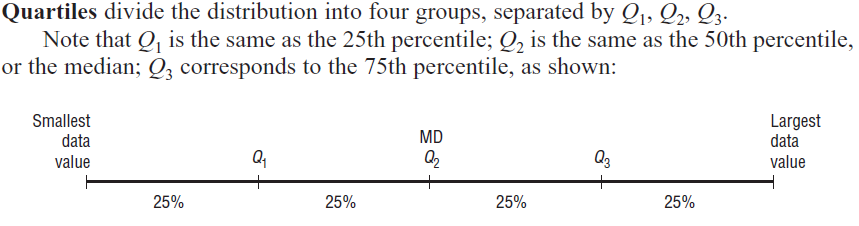 Quartiles divide the distribution into four groups, separated by Q1, Q2, Q3.
Note that Q1 is the same as the 25th percentile; Q2 is the same as the 50th percentile,
or the median; Q3 corresponds to the 75th percentile, as shown:
Smallest
data
value
Q1
MD
Q2
Q3
Largest
data
value
25%
25%
25%
25%